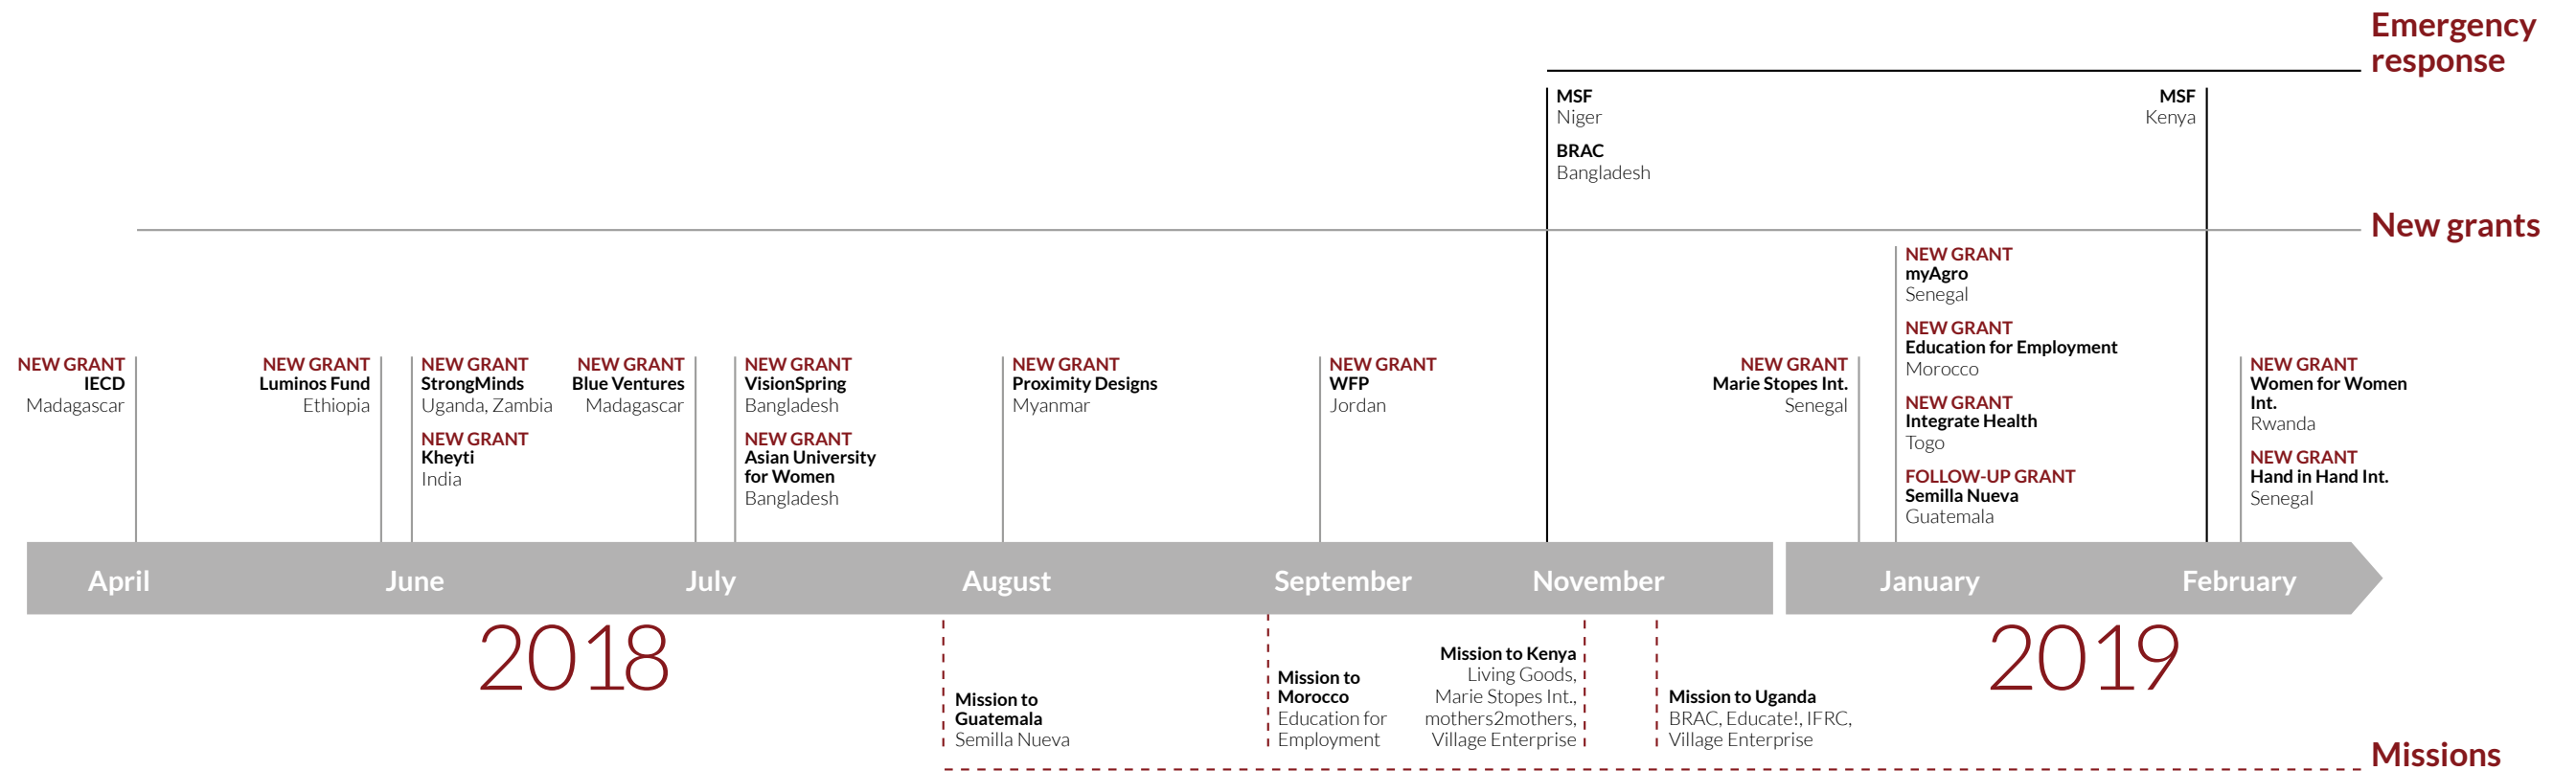 Emergency
response
MSF
Niger
BRAC
Bangladesh
MSF
Kenya
New grants
NEW GRANT
IECD
Madagascar
NEW GRANT
Luminos Fund
Ethiopia
NEW GRANT
StrongMinds
Uganda, Zambia
NEW GRANT
Kheyti
India
NEW GRANT
Blue Ventures
Madagascar
NEW GRANT
VisionSpring
Bangladesh
NEW GRANT
Asian University
for Women
Bangladesh
NEW GRANT
Proximity Designs
Myanmar
NEW GRANT
WFP
Jordan
NEW GRANT
Marie Stopes Int.
Senegal
NEW GRANT
myAgro
Senegal
NEW GRANT
Education for Employment
Morocco
NEW GRANT
Integrate Health
Togo
FOLLOW-UP GRANT
Semilla Nueva
Guatemala
NEW GRANT
Women for Women
Int.
Rwanda
NEW GRANT
Hand in Hand Int.
Senegal
April
June
July
August
September
November
January
February
2018
2019
Mission to
Guatemala
Semilla Nueva
Mission to
Morocco
Education for
Employment
Mission to Kenya
Living Goods,
Marie Stopes Int.,
mothers2mothers,
Village Enterprise
Mission to Uganda
BRAC, Educate!, IFRC,
Village Enterprise
Missions